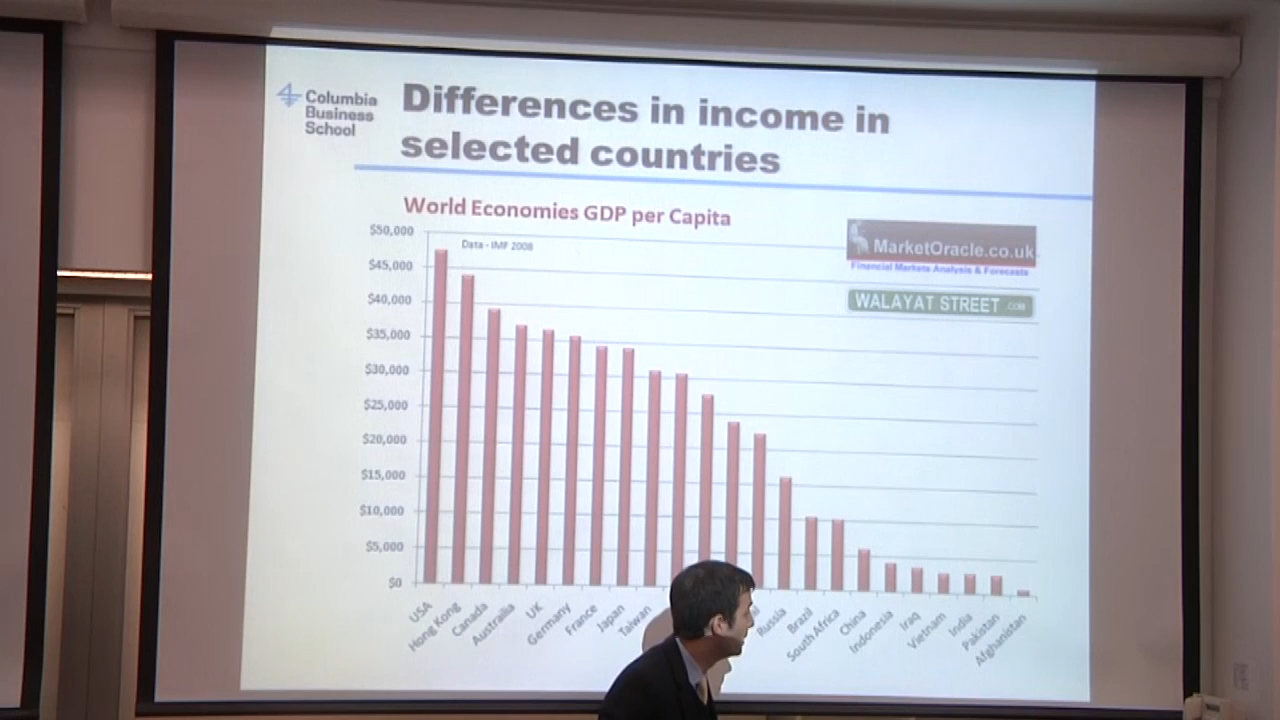 Columbia
Business
School
Differences in income in
selected countries
World Economies GDP per Capita
Data - IMF 2008
MarketOracle.co.uk
Financial Markets Analysis & Forecasts
WALAYAT STREET .COM
$50,000
$45,000
$40,000
$35,000
$30,000
$25,000
$20,000
$15,000
$10,000
$5,000
$0
USA
Hong Kong
Canada
Australia
UK
Germany
France
Japan
Taiwan
Russia
Brazil
South Africa
China
Indonesia
Iraq
Vietnam
India
Pakistan
Afghanistan